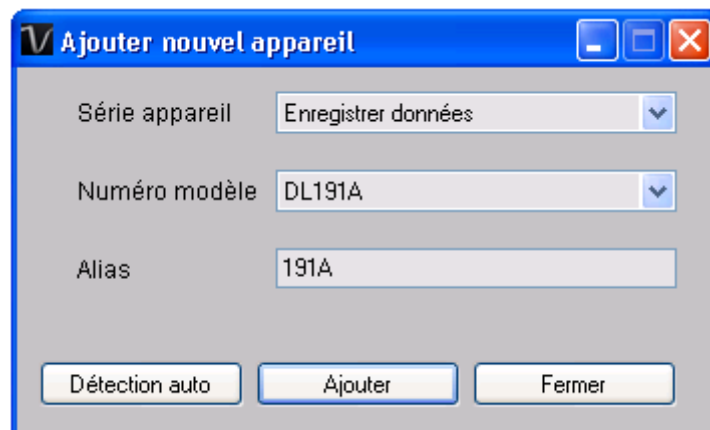 Ajouter nouvel appareil
Série appareil Enregistrer données
Numéro modèle DL191A
Alias 191A
Détection auto Ajouter Fermer